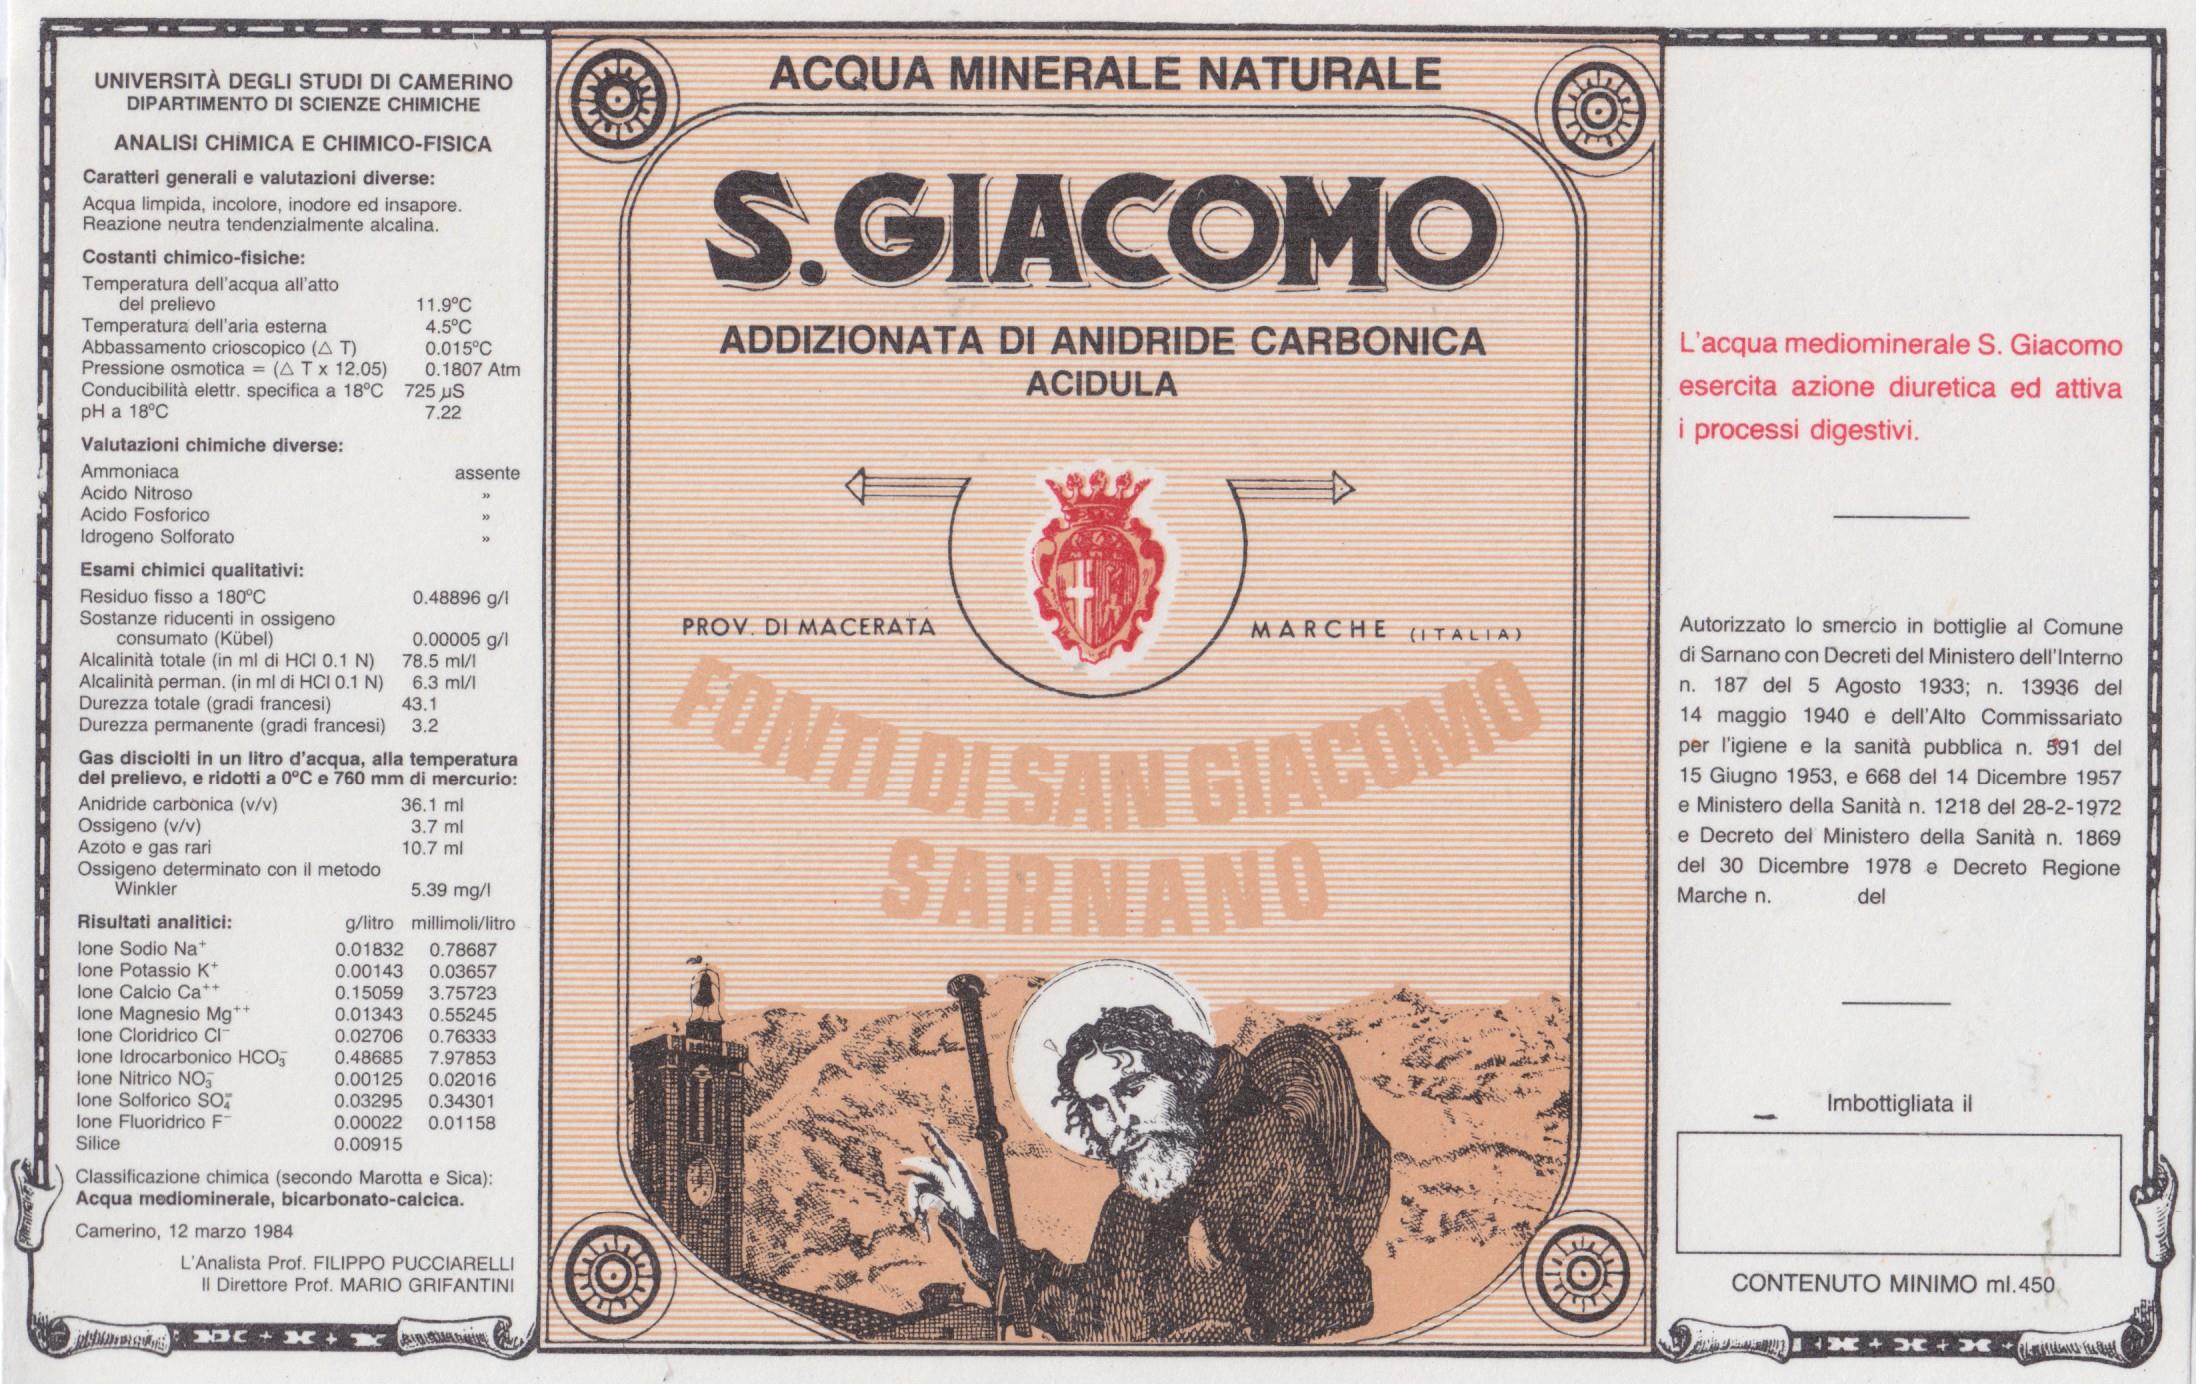 UNIVERSITÀ DEGLI STUDI DI CAMERINO
DIPARTIMENTO DI SCIENZE CHIMICHE
ANALISI CHIMICA E CHIMICO-FISICA
Caratteri generali e valutazioni diverse:
Acqua limpida, incolore, inodore ed insapore.
Reazione neutra tendenzialmente alcalina.
Costanti chimico-fisiche:
Temperatura dell'acqua all'atto
del prelievo 11.9°C
Temperatura dell'aria esterna 4.5°C
Abbassamento crioscopico (△ T) 0.015°C
Pressione osmotica = (△ T x 12.05) 0.1807 Atm
Conducibilità elettr. specifica a 18°C 725 µS
pH a 18°C 7.22
Valutazioni chimiche diverse:
Ammoniaca assente
Acido Nitroso »
Acido Fosforico »
Idrogeno Solforato »
Esami chimici qualitativi:
Residuo fisso a 180°C 0.48896 g/l
Sostanze riducenti in ossigeno
consumato (Kübel) 0.00005 g/l
Alcalinità totale (in ml di HCl 0.1 N) 78.5 ml/l
Alcalinità perman. (in ml di HCl 0.1 N) 6.3 ml/l
Durezza totale (gradi francesi) 43.1
Durezza permanente (gradi francesi) 3.2
Gas disciolti in un litro d'acqua, alla temperatura
del prelievo, e ridotti a 0°C e 760 mm di mercurio:
Anidride carbonica (v/v) 36.1 ml
Ossigeno (v/v) 3.7 ml
Azoto e gas rari 10.7 ml
Ossigeno determinato con il metodo
Winkler 5.39 mg/l
Risultati analitici: g/litro millimoli/litro
Ione Sodio Na⁺ 0.01832 0.78687
Ione Potassio K⁺ 0.00143 0.03657
Ione Calcio Ca⁺⁺ 0.15059 3.75723
Ione Magnesio Mg⁺⁺ 0.01343 0.55245
Ione Cloridrico Cl⁻ 0.02706 0.76333
Ione Idrocarbonico HCO₃⁻ 0.48685 7.97853
Ione Nitrico NO₃⁻ 0.00125 0.02016
Ione Solforico SO₄⁼ 0.03295 0.34301
Ione Fluoridrico F⁻ 0.00022 0.01158
Silice 0.00915
Classificazione chimica (secondo Marotta e Sica):
Acqua mediominerale, bicarbonato-calcica.
Camerino, 12 marzo 1984
L'Analista Prof. FILIPPO PUCCIARELLI
Il Direttore Prof. MARIO GRIFANTINI
ACQUA MINERALE NATURALE
S. GIACOMO
ADDIZIONATA DI ANIDRIDE CARBONICA
ACIDULA
PROV. DI MACERATA MARCHE (ITALIA)
FONTI DI SAN GIACOMO
SARNANO
L'acqua mediominerale S. Giacomo
esercita azione diuretica ed attiva
i processi digestivi.
Autorizzato lo smercio in bottiglie al Comune
di Sarnano con Decreti del Ministero dell'Interno
n. 187 del 5 Agosto 1933; n. 13936 del
14 maggio 1940 e dell'Alto Commissariato
per l'igiene e la sanità pubblica n. 591 del
15 Giugno 1953, e 668 del 14 Dicembre 1957
e Ministero della Sanità n. 1218 del 28-2-1972
e Decreto del Ministero della Sanità n. 1869
del 30 Dicembre 1978 e Decreto Regione
Marche n. del
Imbottigliata il
CONTENUTO MINIMO ml. 450